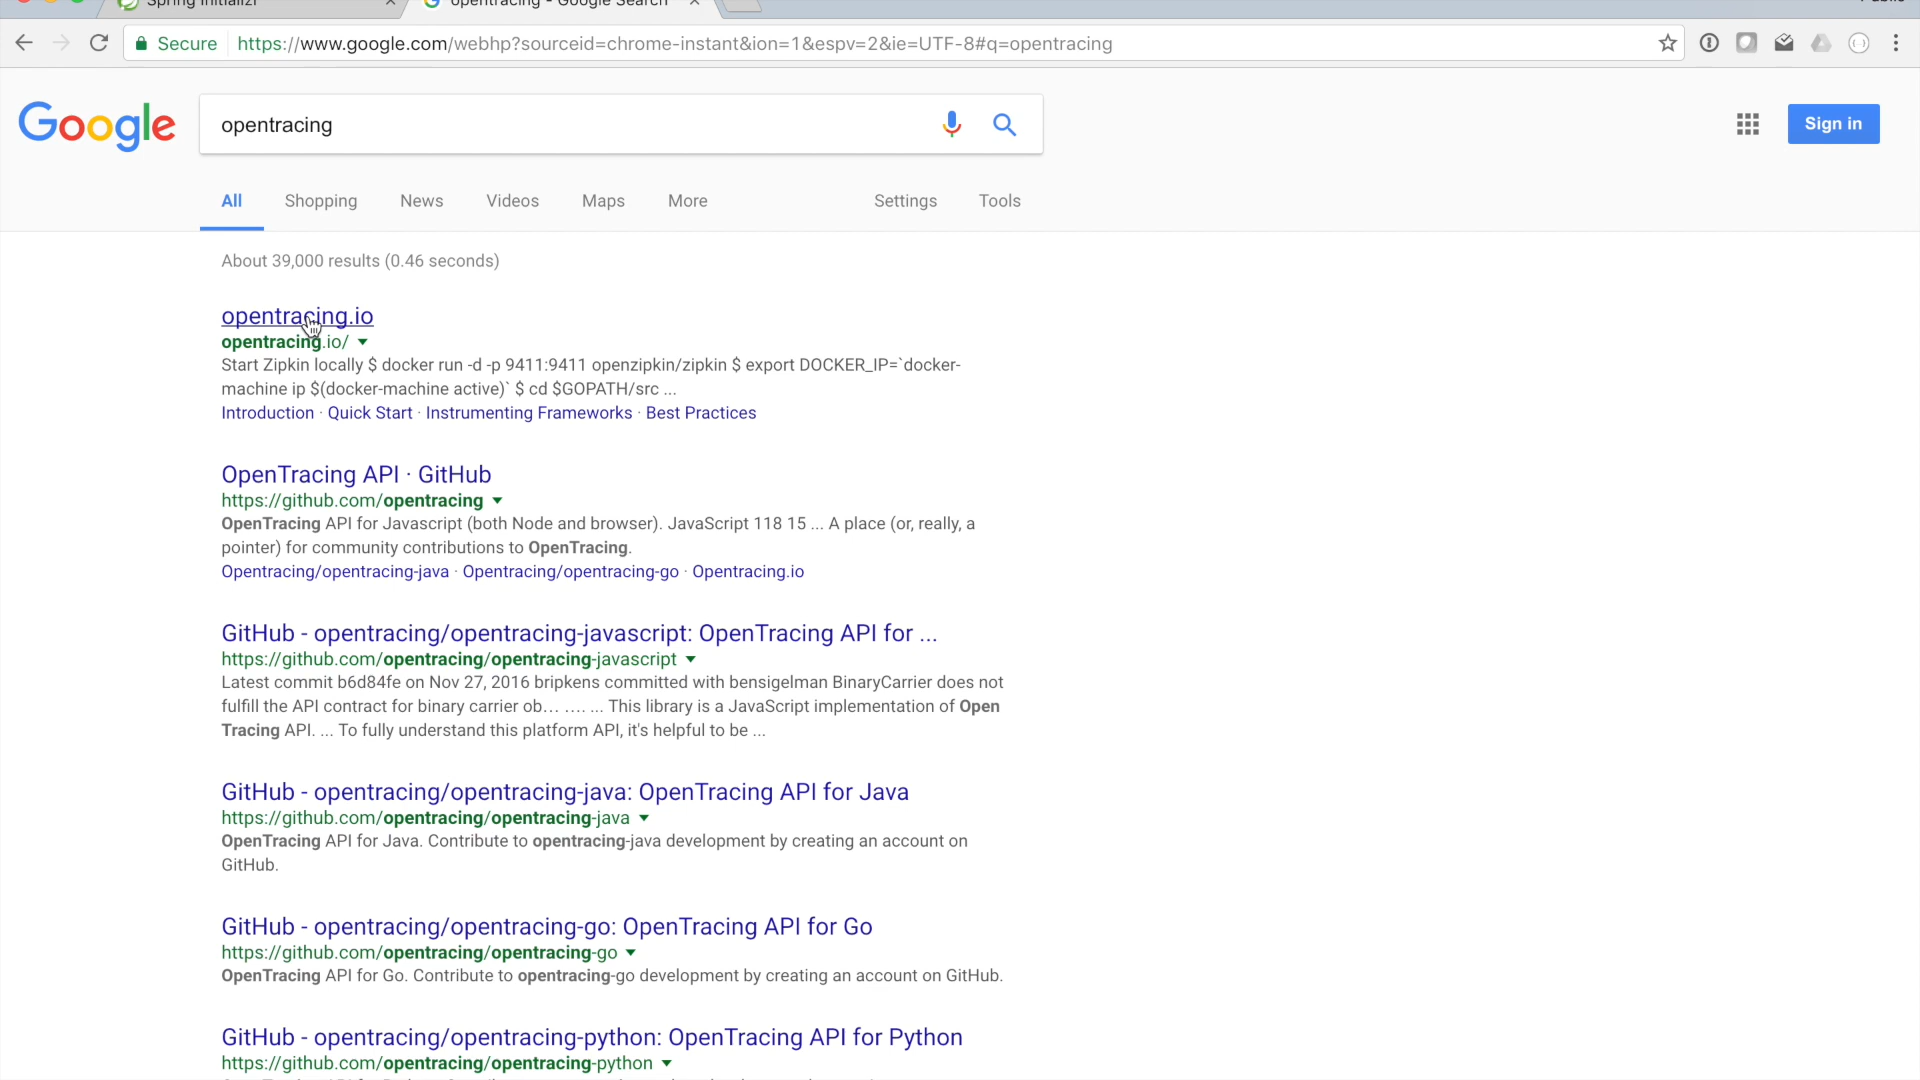 opentracing - Google Search
Secure https://www.google.com/webhp?sourceid=chrome-instant&ion=1&espv=2&ie=UTF-8#q=opentracing
Google
opentracing
Sign in
All Shopping News Videos Maps More Settings Tools
About 39,000 results (0.46 seconds)
opentracing.io
opentracing.io/
Start Zipkin locally $ docker run -d -p 9411:9411 openzipkin/zipkin $ export DOCKER_IP=`docker-
machine ip $(docker-machine active)` $ cd $GOPATH/src ...
Introduction · Quick Start · Instrumenting Frameworks · Best Practices
OpenTracing API · GitHub
https://github.com/opentracing
OpenTracing API for Javascript (both Node and browser). JavaScript 118 15 ... A place (or, really, a
pointer) for community contributions to OpenTracing.
Opentracing/opentracing-java · Opentracing/opentracing-go · Opentracing.io
GitHub - opentracing/opentracing-javascript: OpenTracing API for ...
https://github.com/opentracing/opentracing-javascript
Latest commit b6d84fe on Nov 27, 2016 bripkens committed with bensigelman BinaryCarrier does not
fulfill the API contract for binary carrier ob... .... ... This library is a JavaScript implementation of Open
Tracing API. ... To fully understand this platform API, it's helpful to be ...
GitHub - opentracing/opentracing-java: OpenTracing API for Java
https://github.com/opentracing/opentracing-java
OpenTracing API for Java. Contribute to opentracing-java development by creating an account on
GitHub.
GitHub - opentracing/opentracing-go: OpenTracing API for Go
https://github.com/opentracing/opentracing-go
OpenTracing API for Go. Contribute to opentracing-go development by creating an account on GitHub.
GitHub - opentracing/opentracing-python: OpenTracing API for Python
https://github.com/opentracing/opentracing-python